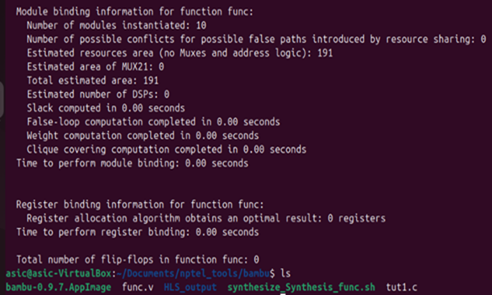 Module binding information for function func:
Number of modules instantiated: 10
Number of possible conflicts for possible false paths introduced by resource sharing: 0
Estimated resources area (no Muxes and address logic): 191
Estimated area of MUX21: 0
Total estimated area: 191
Estimated number of DSPs: 0
Slack computed in 0.00 seconds
False-loop computation completed in 0.00 seconds
Weight computation completed in 0.00 seconds
Clique covering computation completed in 0.00 seconds
Time to perform module binding: 0.00 seconds
Register binding information for function func:
Register allocation algorithm obtains an optimal result: 0 registers
Time to perform register binding: 0.00 seconds
Total number of flip-flops in function func: 0
asic@asic-VirtualBox:~/Documents/nptel_tools/bambu$ ls
bambu-0.9.7.AppImage func.v HLS_output synthesize_Synthesis_func.sh tut1.c